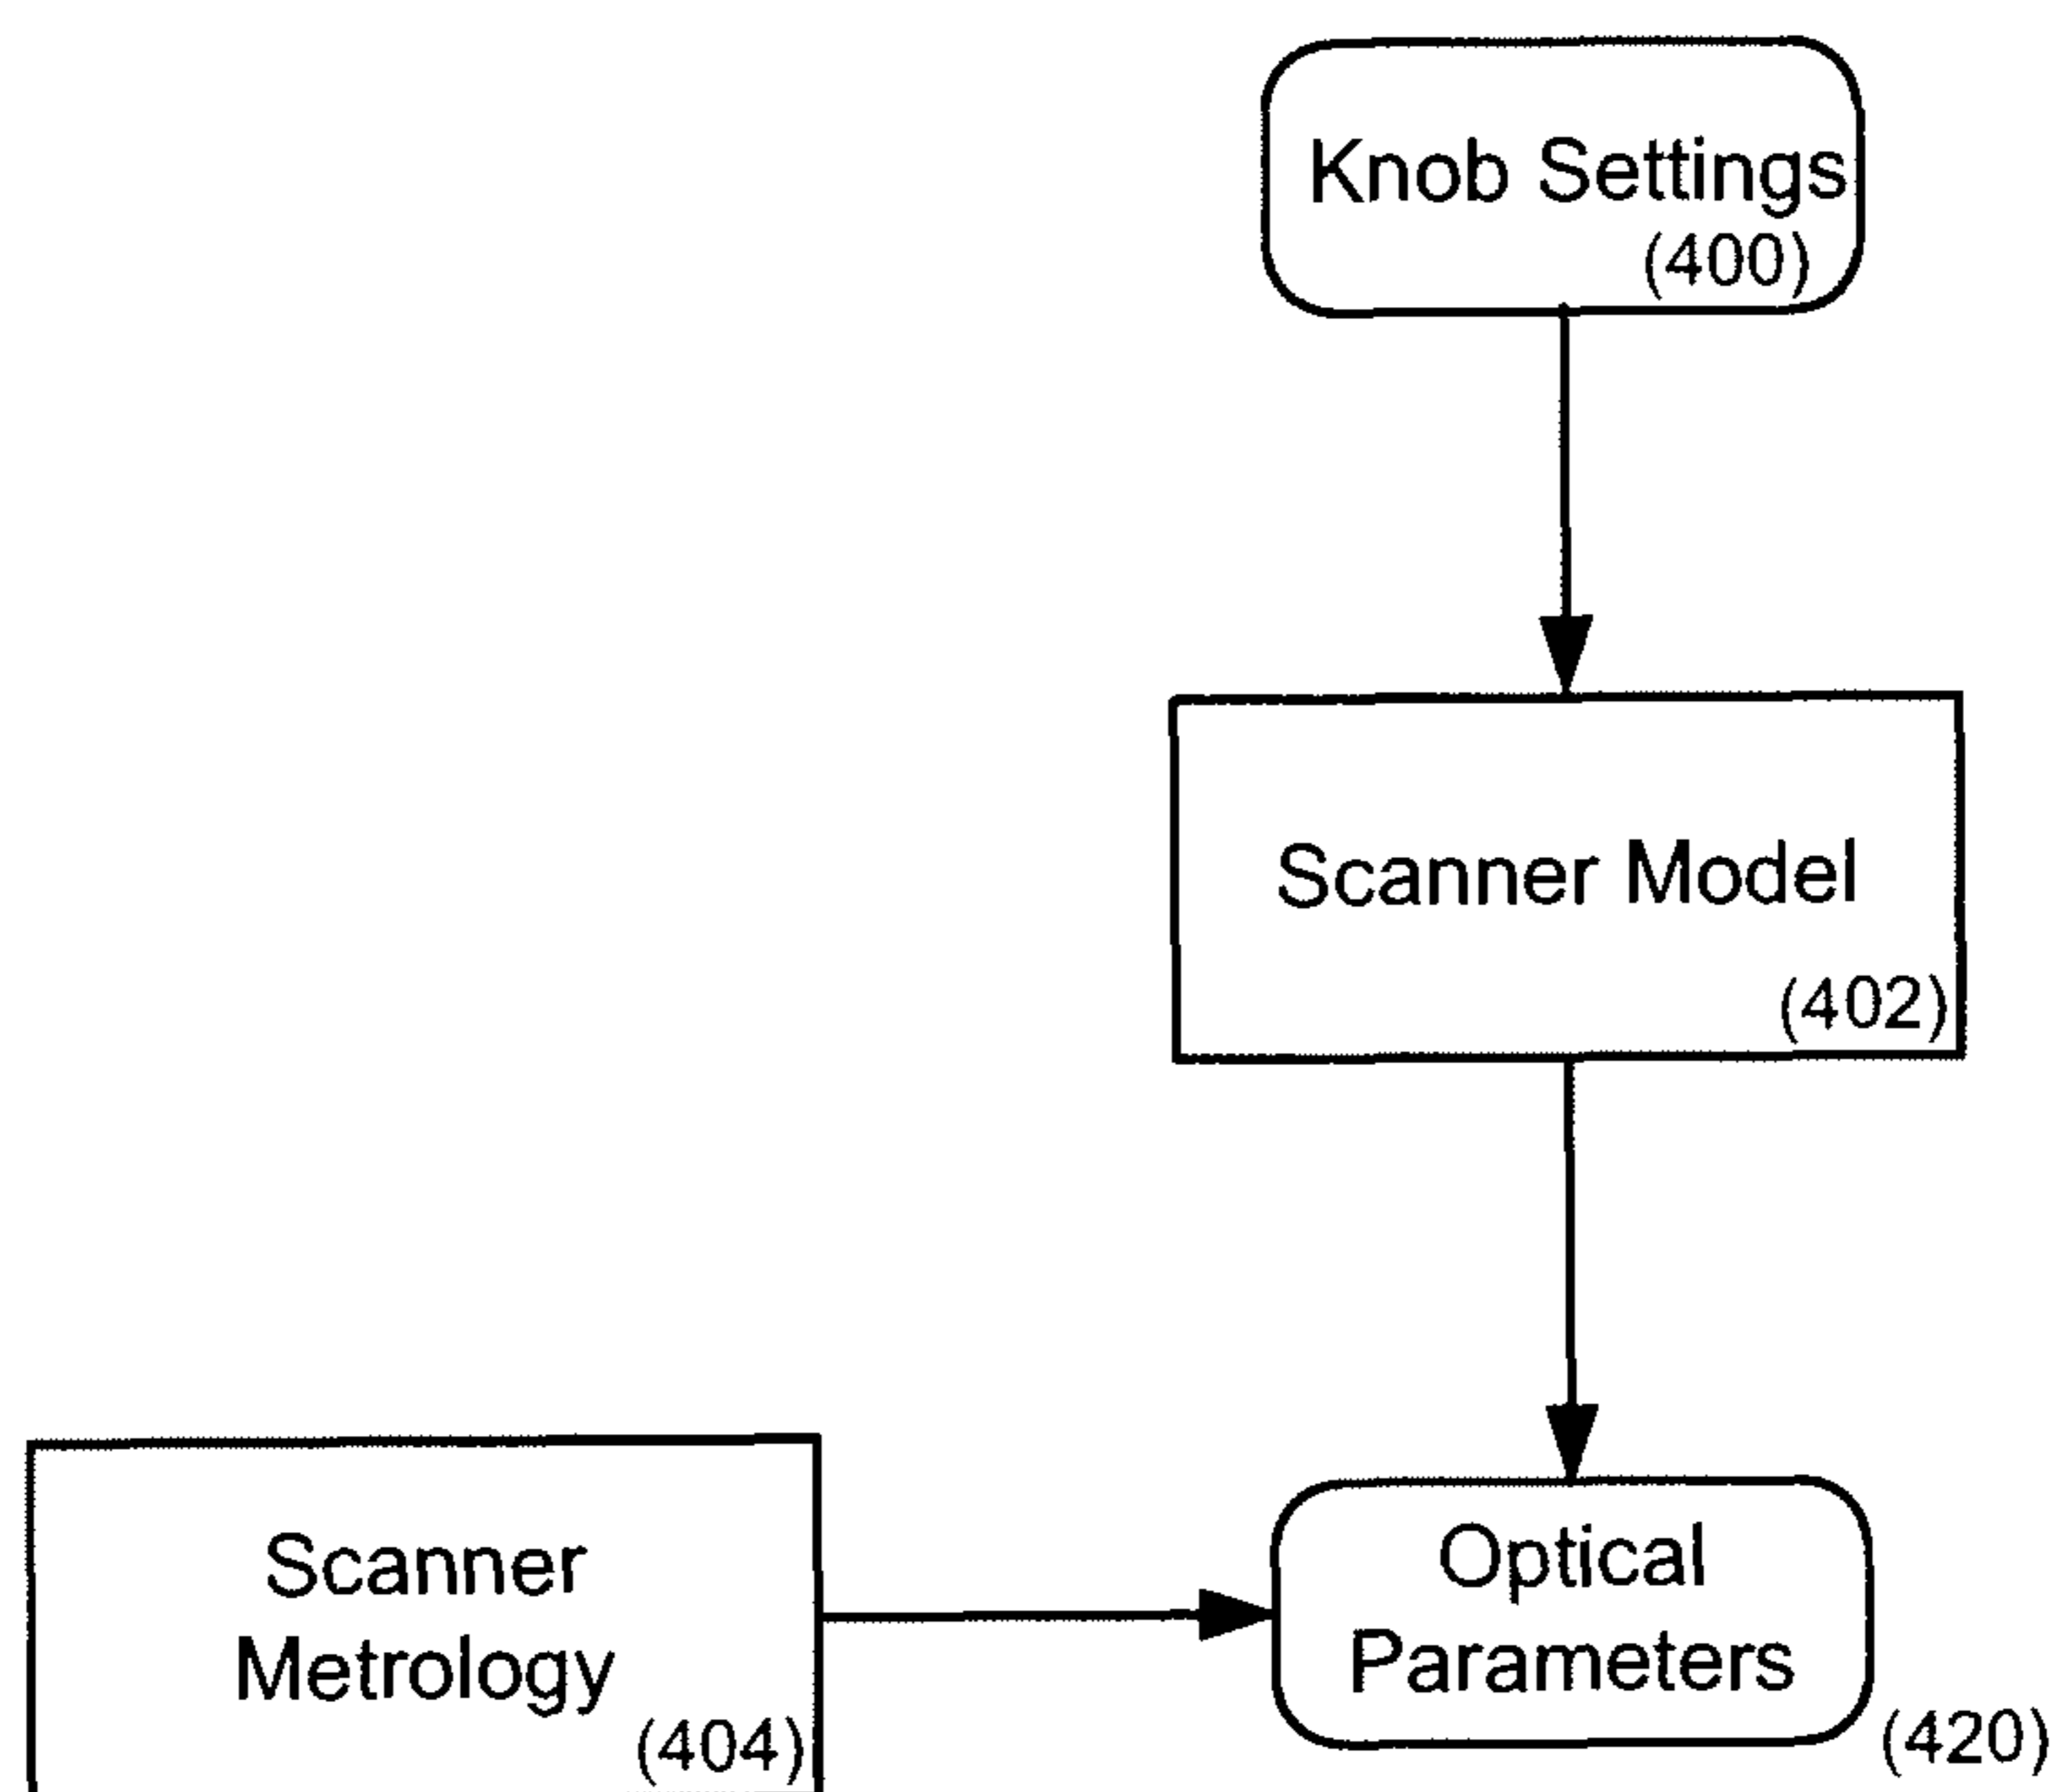 Knob Settings
(400)
Scanner Model
(402)
Scanner
Metrology
(404)
Optical
Parameters
(420)